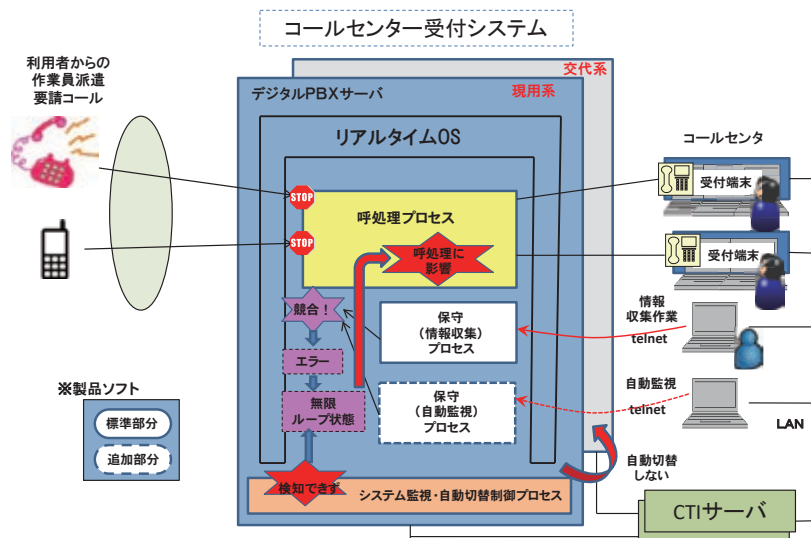 コールセンター受付システム
利用者からの
作業員派遣
要請コール
交代系
デジタルPBXサーバ
現用系
リアルタイムOS
コールセンタ
STOP
STOP
呼処理プロセス
呼処理に
影響
受付端末
受付端末
競合！
エラー
無限
ループ状態
保守
（情報収集）
プロセス
保守
（自動監視）
プロセス
情報
収集作業
telnet
自動監視
telnet
LAN
※製品ソフト
標準部分
追加部分
検知できず
システム監視・自動切替制御プロセス
自動切替
しない
CTIサーバ